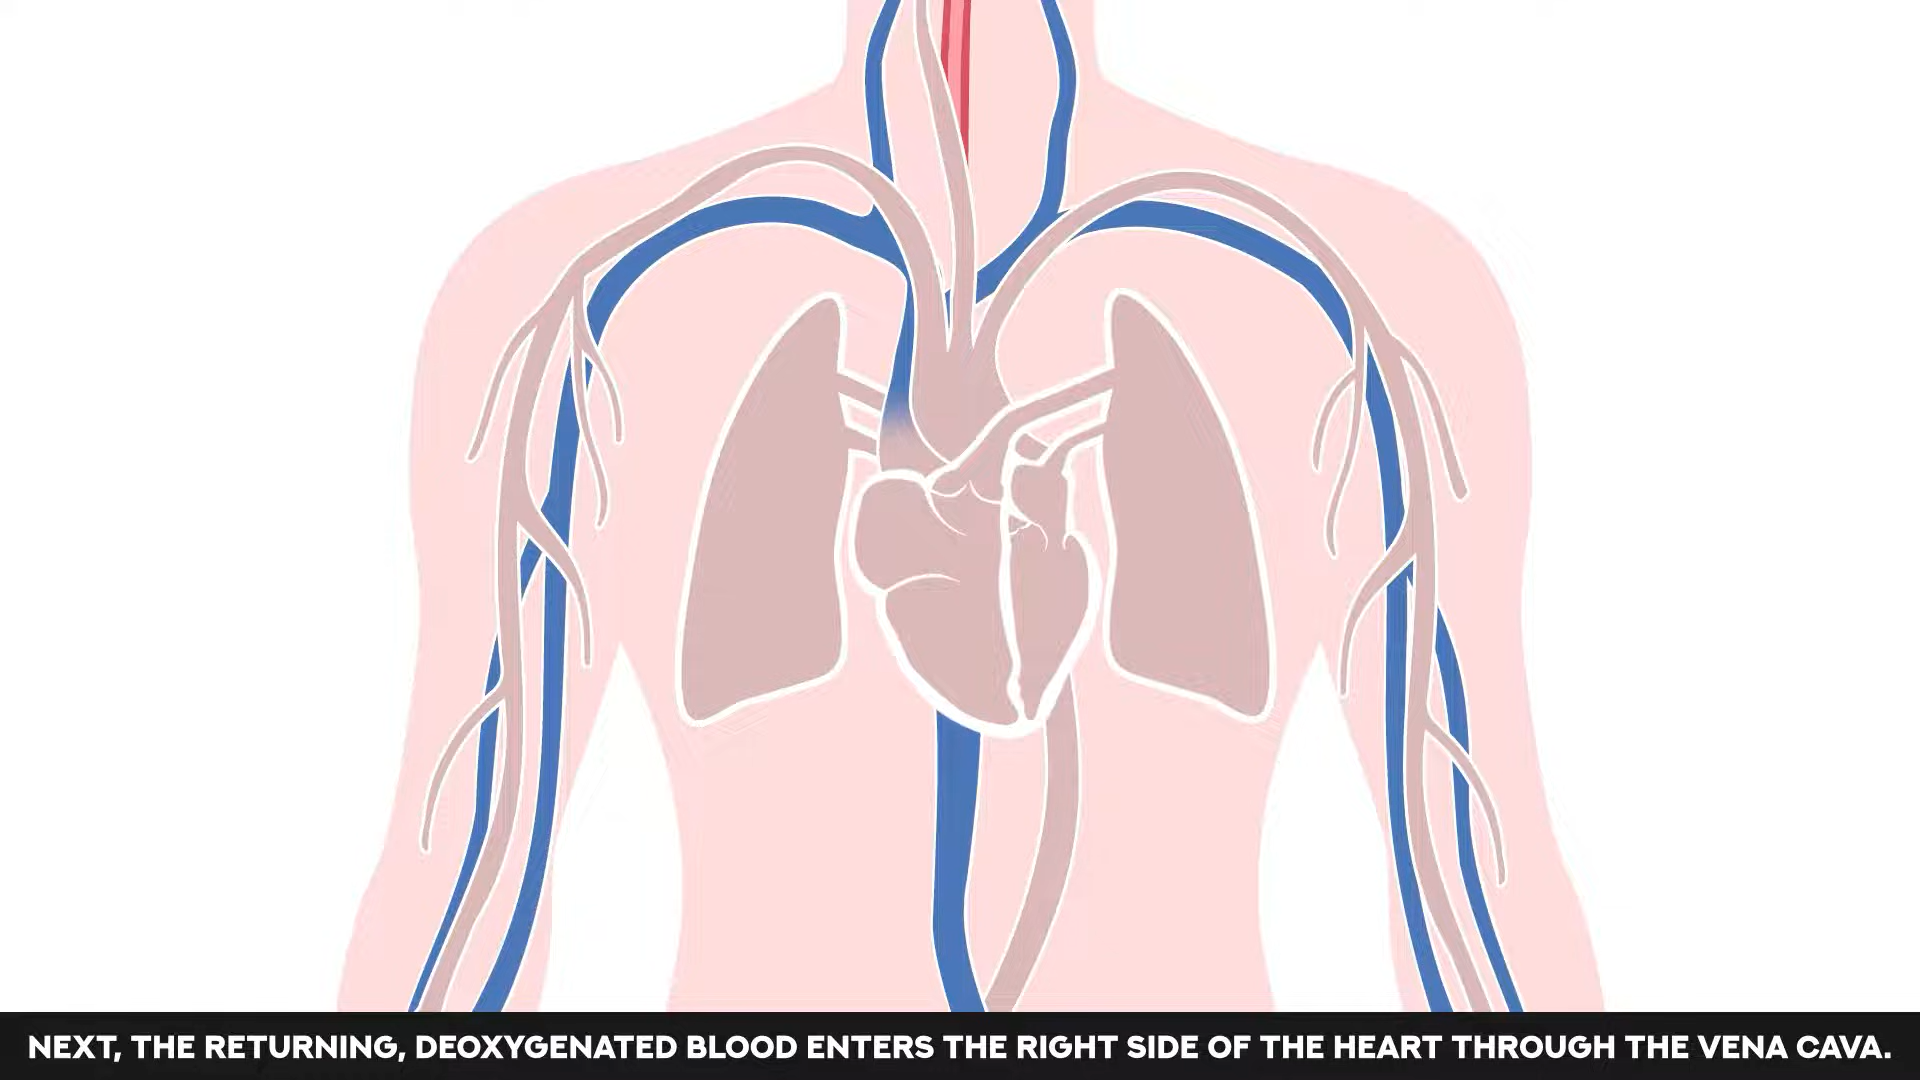 NEXT, THE RETURNING, DEOXYGENATED BLOOD ENTERS THE RIGHT SIDE OF THE HEART THROUGH THE VENA CAVA.